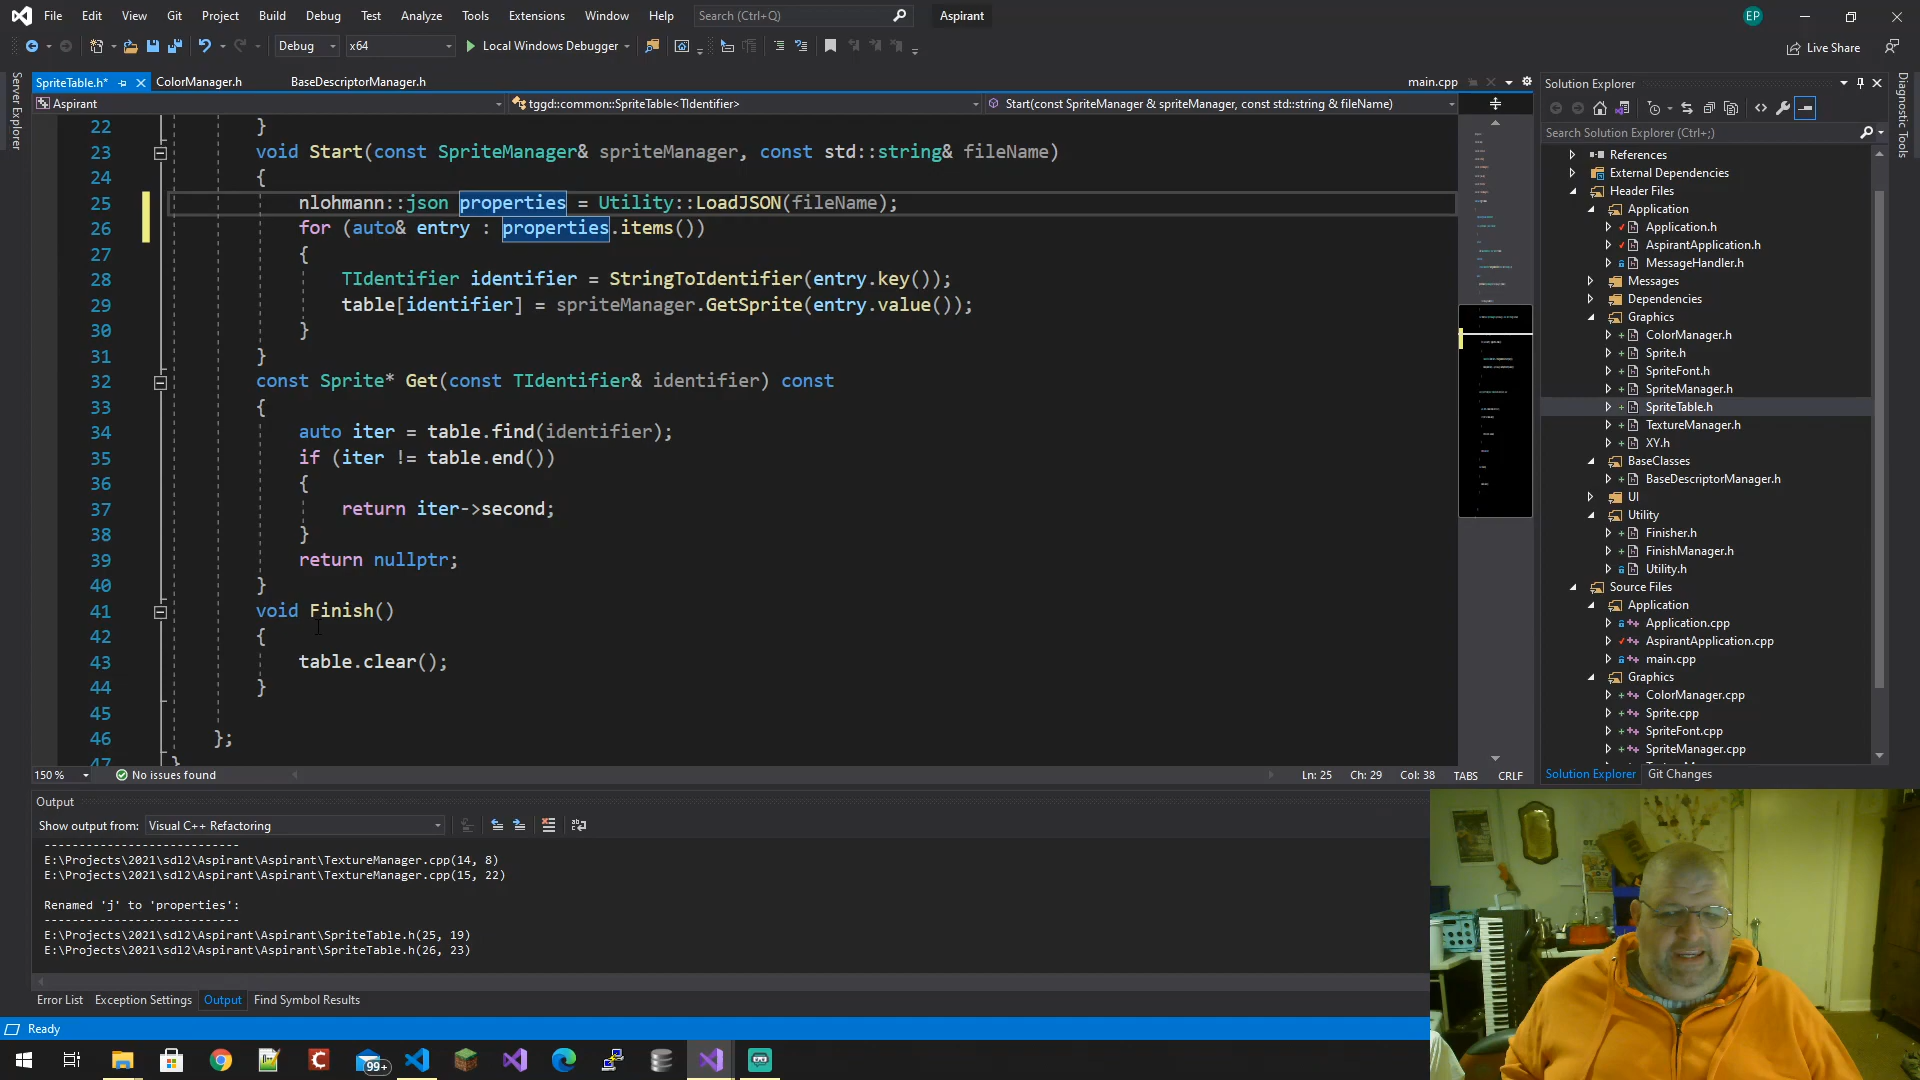 File Edit View Git Project Build Debug Test Analyze Tools Extensions Window Help Search (Ctrl+Q) Aspirant EP
Debug x64 Local Windows Debugger Live Share
SpriteTable.h* ColorManager.h BaseDescriptorManager.h main.cpp
Aspirant tggd::common::SpriteTable<TIdentifier> Start(const SpriteManager & spriteManager, const std::string & fileName)
Server Explorer
22 }
23 void Start(const SpriteManager& spriteManager, const std::string& fileName)
24 {
25 nlohmann::json properties = Utility::LoadJSON(fileName);
26 for (auto& entry : properties.items())
27 {
28 TIdentifier identifier = StringToIdentifier(entry.key());
29 table[identifier] = spriteManager.GetSprite(entry.value());
30 }
31 }
32 const Sprite* Get(const TIdentifier& identifier) const
33 {
34 auto iter = table.find(identifier);
35 if (iter != table.end())
36 {
37 return iter->second;
38 }
39 return nullptr;
40 }
41 void Finish()
42 {
43 table.clear();
44 }
45
46 };
47 }
150 % No issues found Ln: 25 Ch: 29 Col: 38 TABS CRLF
Output
Show output from: Visual C++ Refactoring
---------------------------
E:\Projects\2021\sdl2\Aspirant\Aspirant\TextureManager.cpp(14, 8)
E:\Projects\2021\sdl2\Aspirant\Aspirant\TextureManager.cpp(15, 22)
Renamed 'j' to 'properties':
---------------------------
E:\Projects\2021\sdl2\Aspirant\Aspirant\SpriteTable.h(25, 19)
E:\Projects\2021\sdl2\Aspirant\Aspirant\SpriteTable.h(26, 23)
Error List Exception Settings Output Find Symbol Results
Ready
99+
Solution Explorer
Search Solution Explorer (Ctrl+;)
References
External Dependencies
Header Files
Application
Application.h
AspirantApplication.h
MessageHandler.h
Messages
Dependencies
Graphics
ColorManager.h
Sprite.h
SpriteFont.h
SpriteManager.h
SpriteTable.h
TextureManager.h
XY.h
BaseClasses
BaseDescriptorManager.h
UI
Utility
Finisher.h
FinishManager.h
Utility.h
Source Files
Application
Application.cpp
AspirantApplication.cpp
main.cpp
Graphics
ColorManager.cpp
Sprite.cpp
SpriteFont.cpp
SpriteManager.cpp
Solution Explorer Git Changes
Diagnostic Tools